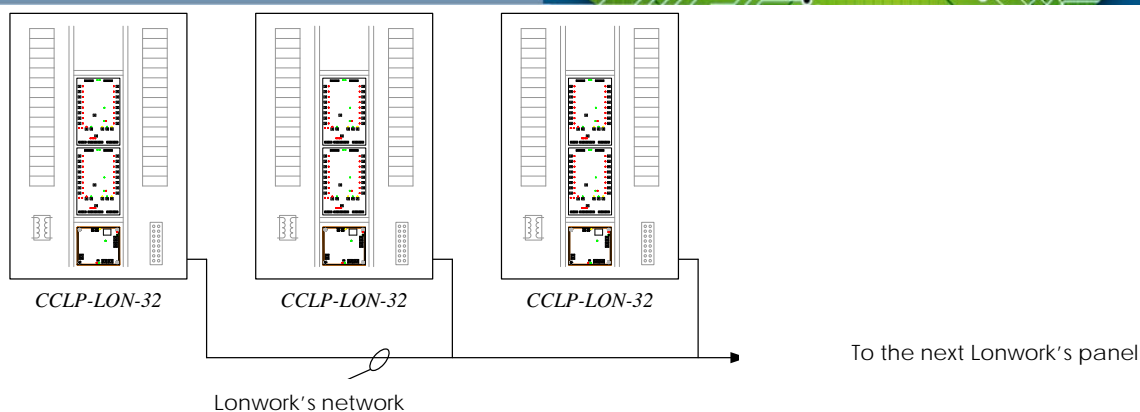 CCLP-LON-32 CCLP-LON-32 CCLP-LON-32
To the next Lonwork's panel
Lonwork's network